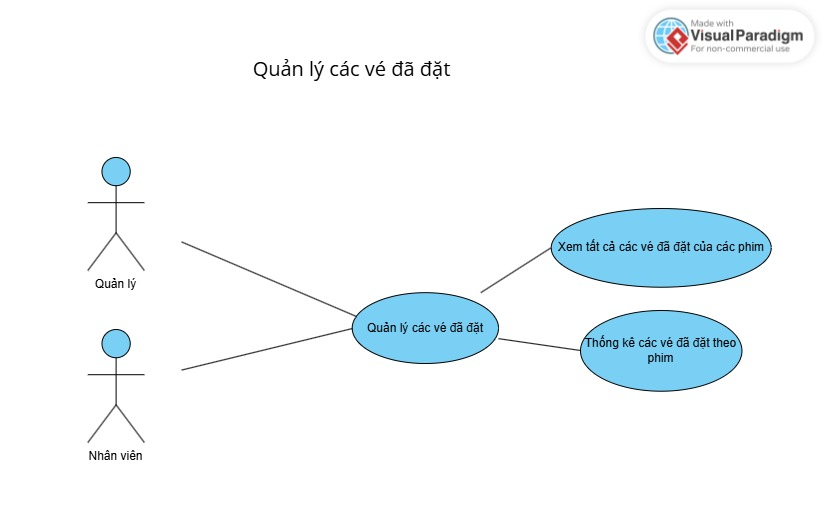 Made with
Visual Paradigm
For non-commercial use
Quản lý các vé đã đặt
Quản lý
Xem tất cả các vé đã đặt của các phim
Quản lý các vé đã đặt
Thống kê các vé đã đặt theo
phim
Nhân viên